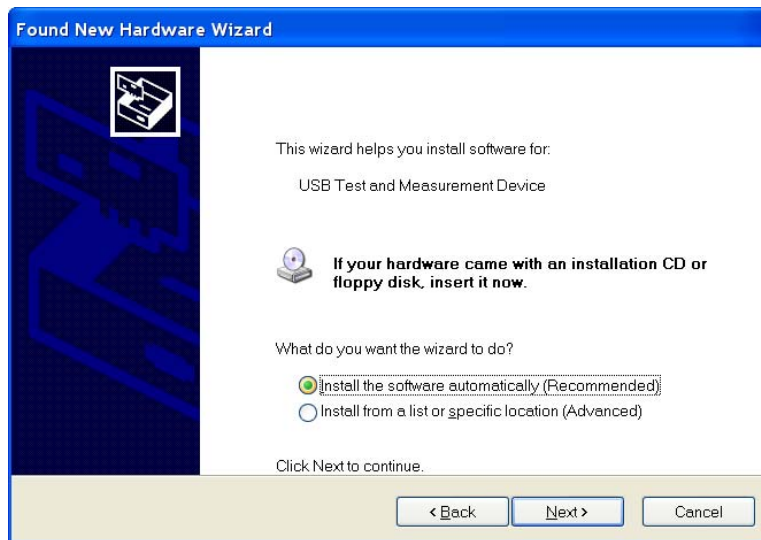 Found New Hardware Wizard
This wizard helps you install software for:
USB Test and Measurement Device
If your hardware came with an installation CD or
floppy disk, insert it now.
What do you want the wizard to do?
Install the software automatically (Recommended)
Install from a list or specific location (Advanced)
Click Next to continue.
< Back Next > Cancel